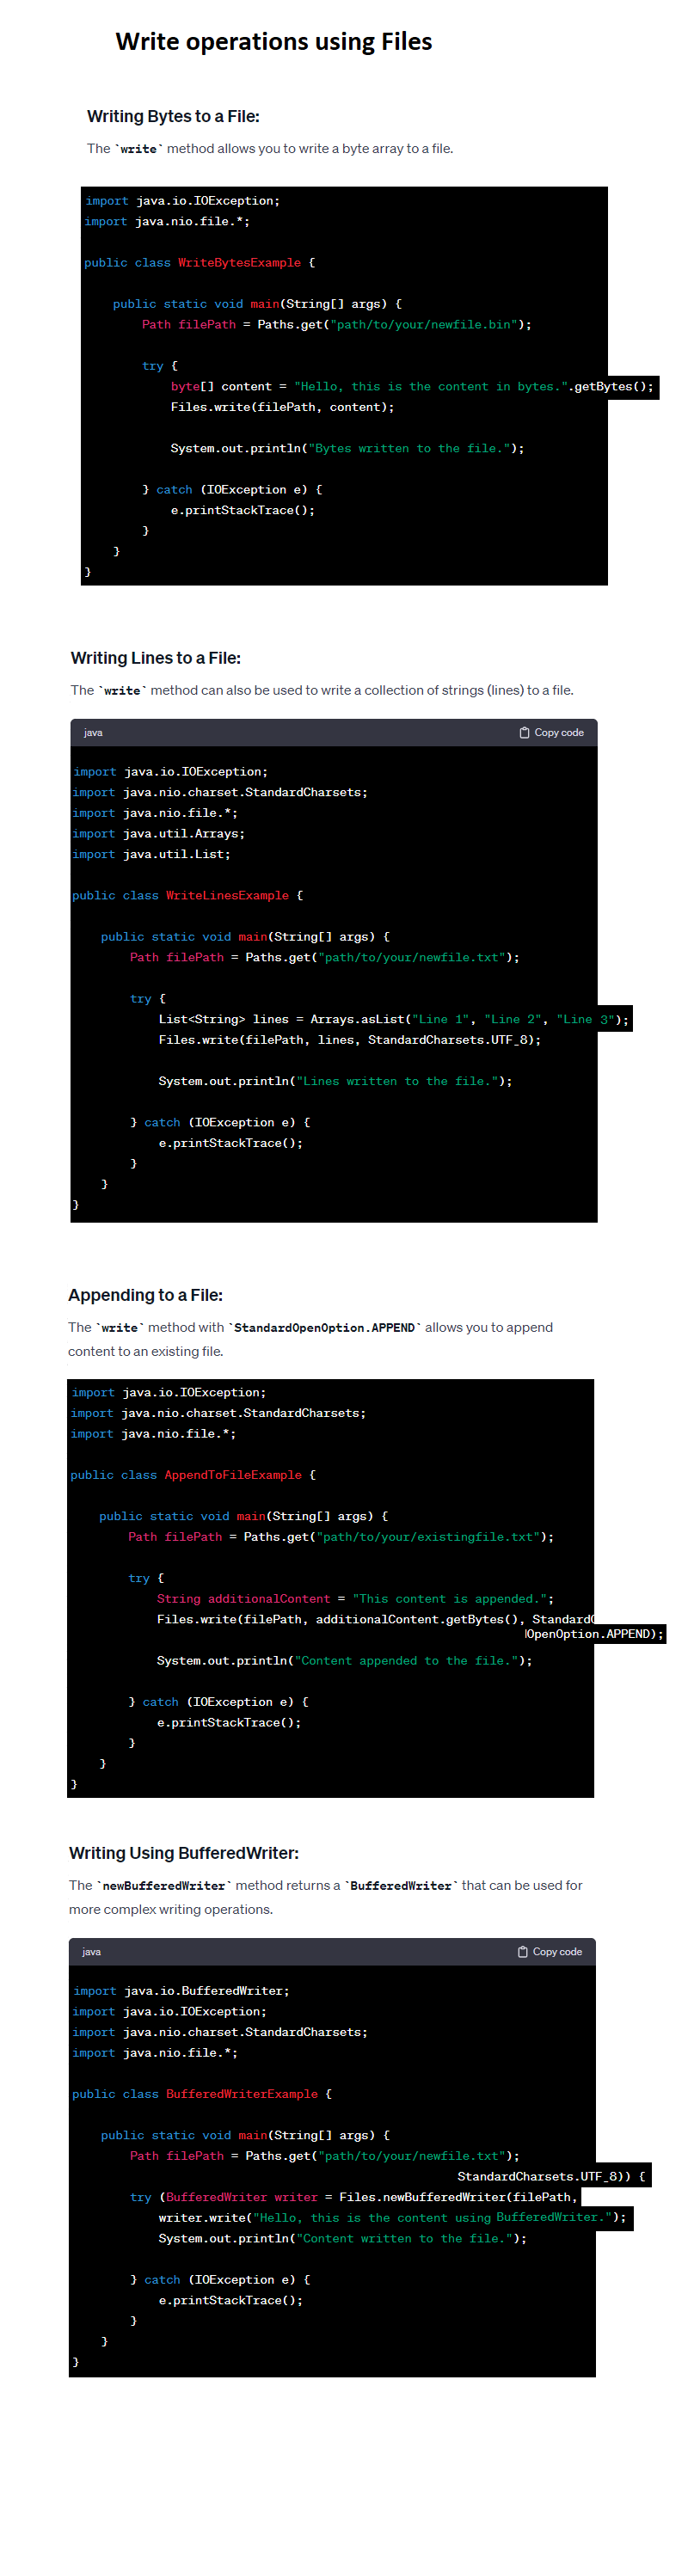 Write operations using Files
Writing Bytes to a File:
The `write` method allows you to write a byte array to a file.
import java.io.IOException;
import java.nio.file.*;
public class WriteBytesExample {
public static void main(String[] args) {
Path filePath = Paths.get("path/to/your/newfile.bin");
try {
byte[] content = "Hello, this is the content in bytes.".getBytes();
Files.write(filePath, content);
System.out.println("Bytes written to the file.");
} catch (IOException e) {
e.printStackTrace();
}
}
}
Writing Lines to a File:
The `write` method can also be used to write a collection of strings (lines) to a file.
java Copy code
import java.io.IOException;
import java.nio.charset.StandardCharsets;
import java.nio.file.*;
import java.util.Arrays;
import java.util.List;
public class WriteLinesExample {
public static void main(String[] args) {
Path filePath = Paths.get("path/to/your/newfile.txt");
try {
List<String> lines = Arrays.asList("Line 1", "Line 2", "Line 3");
Files.write(filePath, lines, StandardCharsets.UTF_8);
System.out.println("Lines written to the file.");
} catch (IOException e) {
e.printStackTrace();
}
}
}
Appending to a File:
The `write` method with `StandardOpenOption.APPEND` allows you to append
content to an existing file.
import java.io.IOException;
import java.nio.charset.StandardCharsets;
import java.nio.file.*;
public class AppendToFileExample {
public static void main(String[] args) {
Path filePath = Paths.get("path/to/your/existingfile.txt");
try {
String additionalContent = "This content is appended.";
Files.write(filePath, additionalContent.getBytes(), StandardO
OpenOption.APPEND);
System.out.println("Content appended to the file.");
} catch (IOException e) {
e.printStackTrace();
}
}
}
Writing Using BufferedWriter:
The `newBufferedWriter` method returns a `BufferedWriter` that can be used for
more complex writing operations.
java Copy code
import java.io.BufferedWriter;
import java.io.IOException;
import java.nio.charset.StandardCharsets;
import java.nio.file.*;
public class BufferedWriterExample {
public static void main(String[] args) {
Path filePath = Paths.get("path/to/your/newfile.txt");
StandardCharsets.UTF_8)) {
try (BufferedWriter writer = Files.newBufferedWriter(filePath,
writer.write("Hello, this is the content using BufferedWriter.");
System.out.println("Content written to the file.");
} catch (IOException e) {
e.printStackTrace();
}
}
}